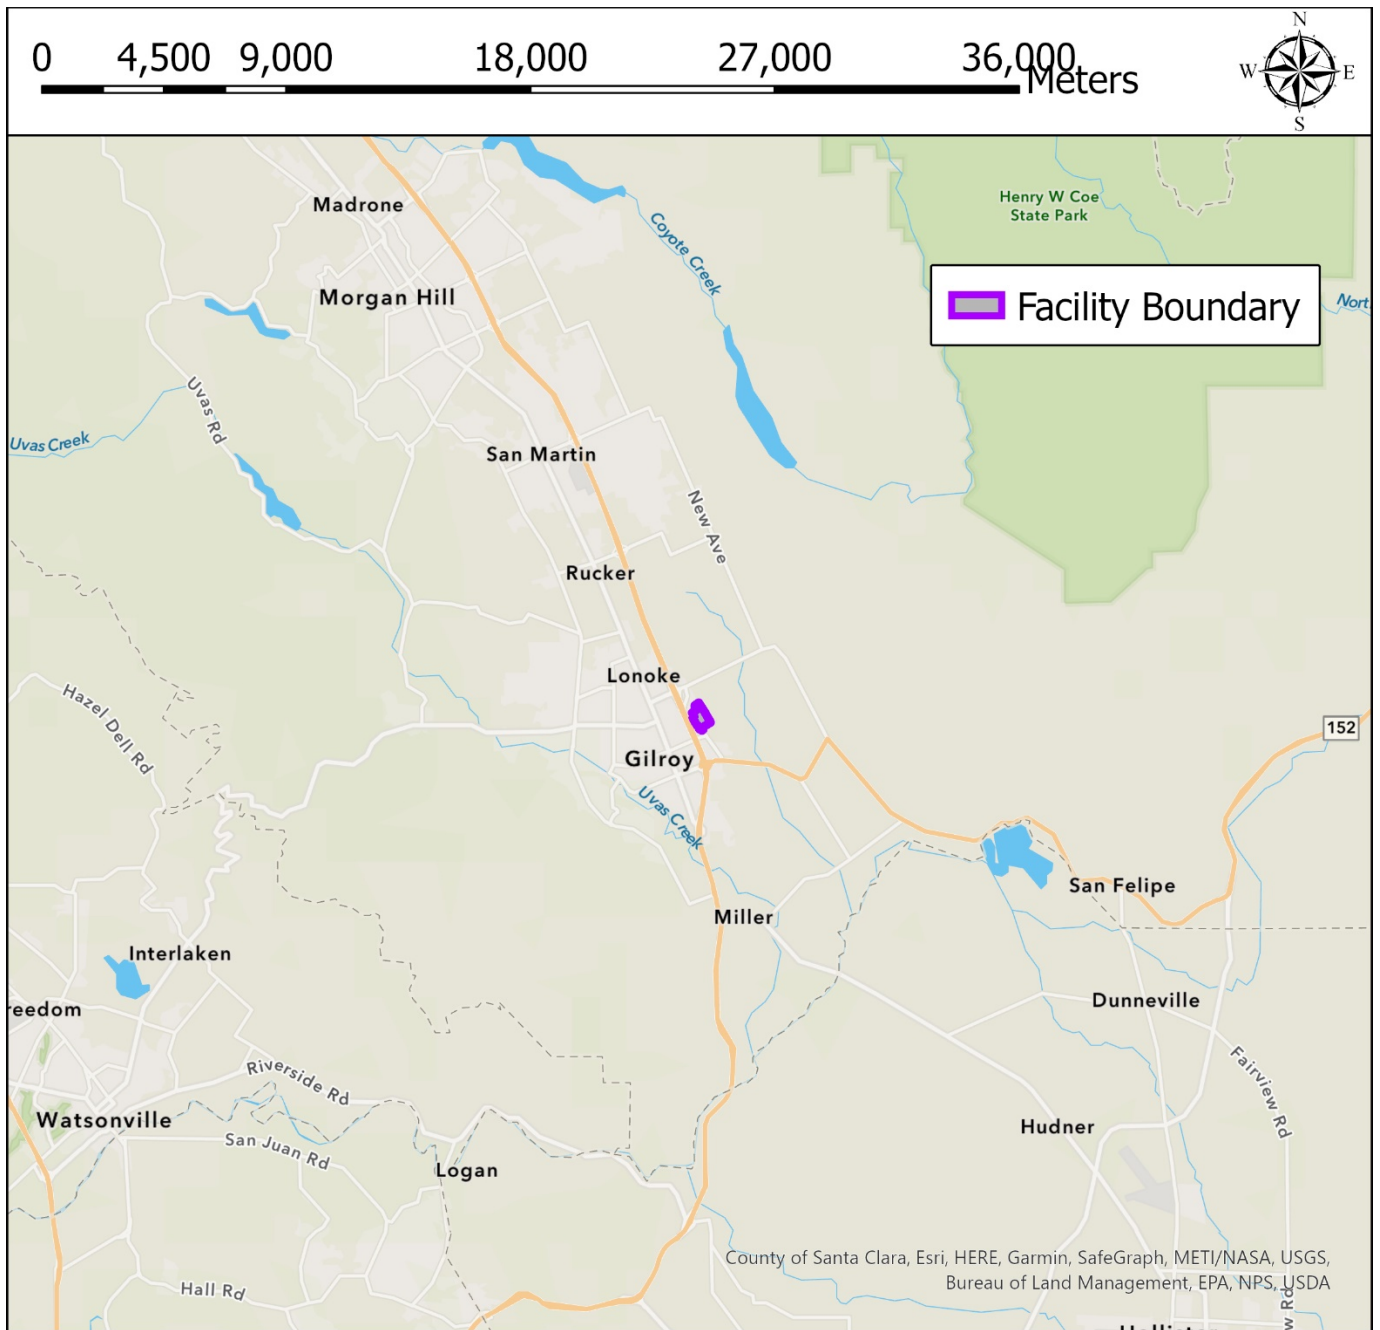 N
0 4,500 9,000 18,000 27,000 36,000
Meters
W E
S
Henry W Coe
State Park
Madrone
Coyote Creek
Morgan Hill
Facility Boundary
Nort
Uvas Rd
Uvas Creek
San Martin
New Ave
Rucker
Lonoke
Hazel Dell Rd
152
Gilroy
Uvas Creek
San Felipe
Miller
Interlaken
Dunneville
reedom
Riverside Rd
Fairview Rd
Watsonville
Hudner
San Juan Rd
Logan
County of Santa Clara, Esri, HERE, Garmin, SafeGraph, METI/NASA, USGS,
Bureau of Land Management, EPA, NPS, USDA
Hall Rd
w Rd